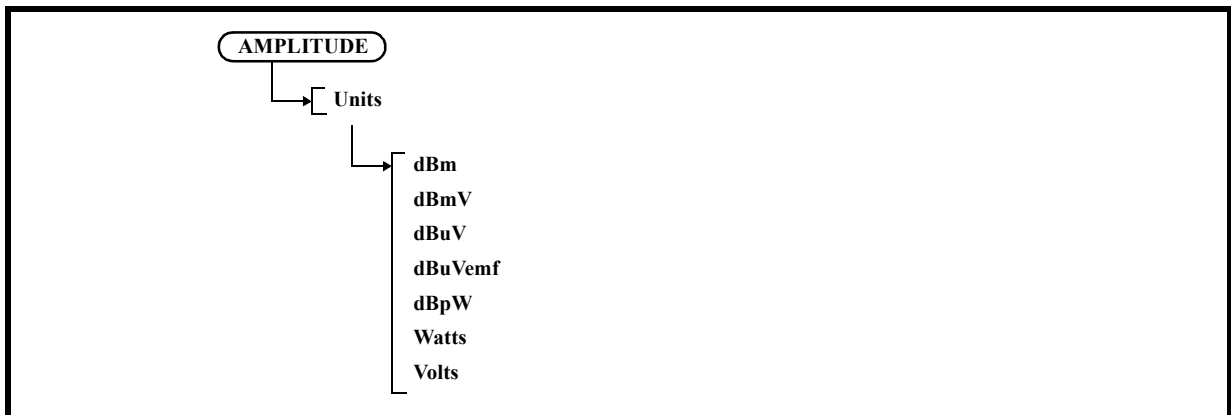 AMPLITUDE
Units
dBm
dBmV
dBuV
dBuVemf
dBpW
Watts
Volts